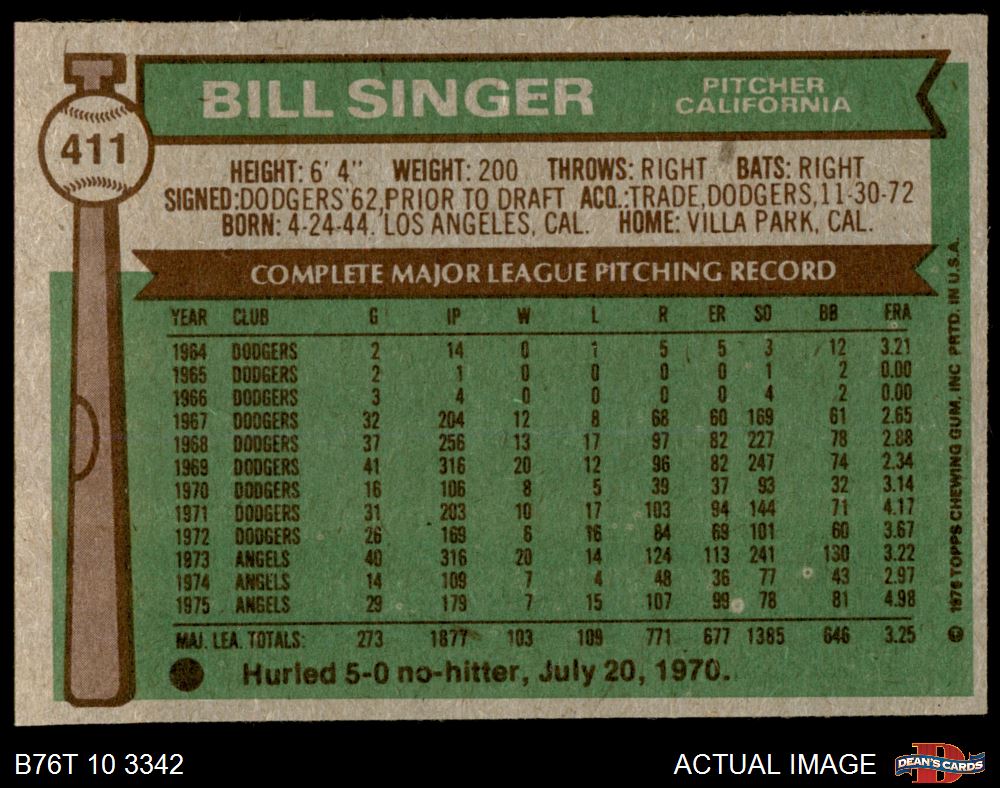 BILL SINGER
PITCHER
CALIFORNIA
411
HEIGHT: 6' 4" WEIGHT: 200 THROWS: RIGHT BATS: RIGHT
SIGNED: DODGERS '62, PRIOR TO DRAFT ACQ.: TRADE, DODGERS, 11-30-72
BORN: 4-24-44. LOS ANGELES, CAL. HOME: VILLA PARK, CAL.
COMPLETE MAJOR LEAGUE PITCHING RECORD
YEAR CLUB G IP W L R ER SO BB ERA
1964 DODGERS 2 14 0 1 5 5 3 12 3.21
1965 DODGERS 2 1 0 0 0 0 1 2 0.00
1966 DODGERS 3 4 0 0 0 0 4 2 0.00
1967 DODGERS 32 204 12 8 68 60 169 61 2.65
1968 DODGERS 37 256 13 17 97 82 227 78 2.88
1969 DODGERS 41 316 20 12 96 82 247 74 2.34
1970 DODGERS 16 106 8 5 39 37 93 32 3.14
1971 DODGERS 31 203 10 17 103 94 144 71 4.17
1972 DODGERS 26 169 6 16 84 69 101 60 3.67
1973 ANGELS 40 316 20 14 124 113 241 130 3.22
1974 ANGELS 14 109 7 4 48 36 77 43 2.97
1975 ANGELS 29 179 7 15 107 99 78 81 4.98
MAJ. LEA. TOTALS: 273 1877 103 109 771 677 1385 646 3.25
Hurled 5-0 no-hitter, July 20, 1970.
© 1976 TOPPS CHEWING GUM, INC PRTD. IN U.S.A.
B76T 10 3342
ACTUAL IMAGE
DEAN'S CARDS